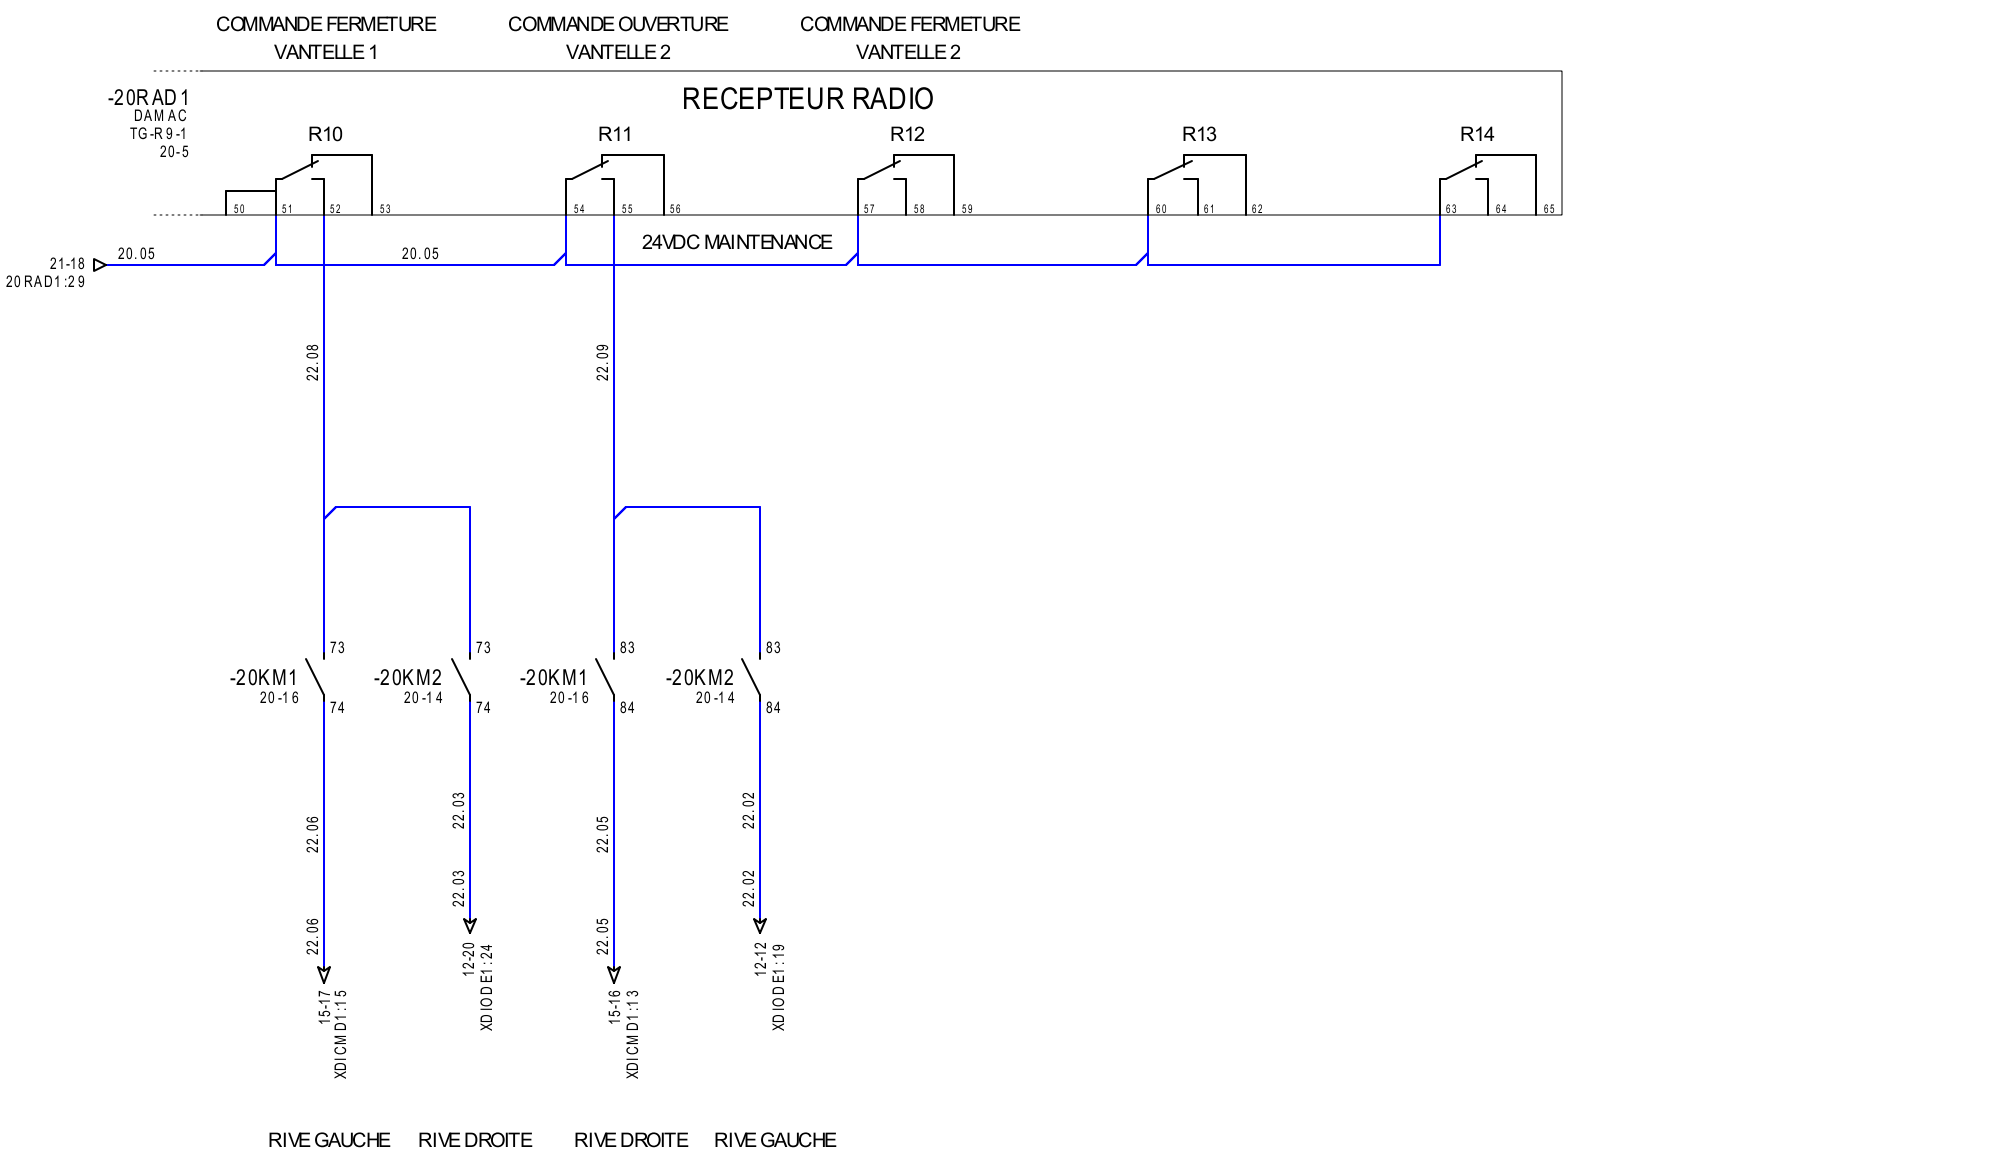 COMMANDE FERMETURE
VANTELLE 1
COMMANDE OUVERTURE
VANTELLE 2
COMMANDE FERMETURE
VANTELLE 2
-20RAD1
DAMAC
TG-R9-1
20-5
RECEPTEUR RADIO
R10
R11
R12
R13
R14
50
51
52
53
54
55
56
57
58
59
60
61
62
63
64
65
24VDC MAINTENANCE
21-18
20RAD1:29
20.05
20.05
22.08
22.09
73
-20KM1
20-16
74
73
-20KM2
20-14
74
83
-20KM1
20-16
84
83
-20KM2
20-14
84
22.06
22.03
22.05
22.02
22.06
22.03
22.05
22.02
15-17
XDICMD1:15
12-20
XDIODE1:24
15-16
XDICMD1:13
12-12
XDIODE1:19
RIVE GAUCHE
RIVE DROITE
RIVE DROITE
RIVE GAUCHE